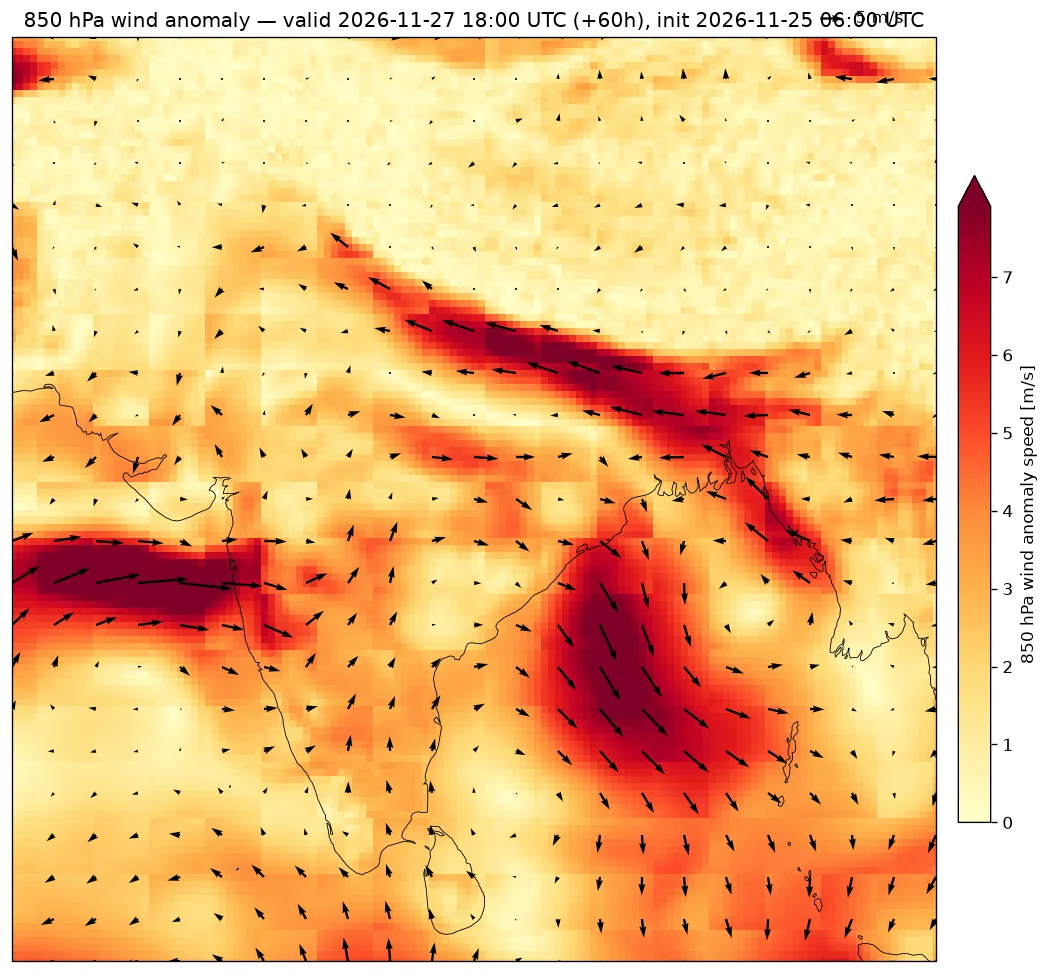 850 hPa wind anomaly — valid 2026-11-27 18:00 UTC (+60h), init 2026-11-25 06:00 UTC
5 m/s
7
6
5
4
3
2
1
0
850 hPa wind anomaly speed [m/s]